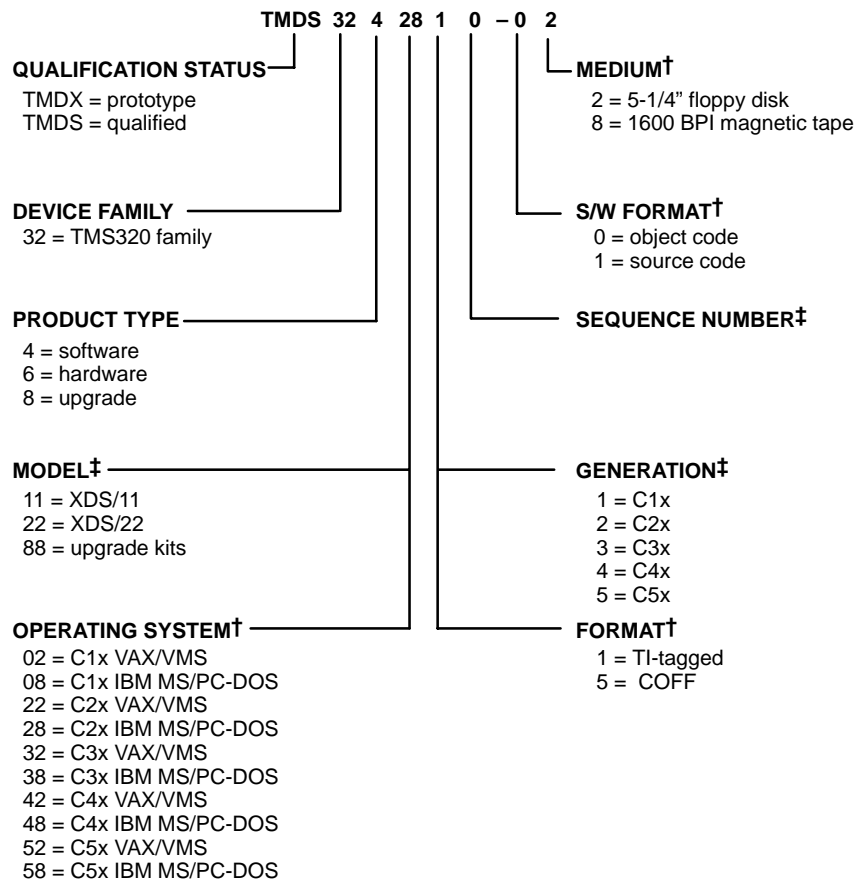 TMDS 32 4 28 1 0 – 0 2
QUALIFICATION STATUS
TMDX = prototype
TMDS = qualified
DEVICE FAMILY
32 = TMS320 family
PRODUCT TYPE
4 = software
6 = hardware
8 = upgrade
MODEL‡
11 = XDS/11
22 = XDS/22
88 = upgrade kits
OPERATING SYSTEM†
02 = C1x VAX/VMS
08 = C1x IBM MS/PC-DOS
22 = C2x VAX/VMS
28 = C2x IBM MS/PC-DOS
32 = C3x VAX/VMS
38 = C3x IBM MS/PC-DOS
42 = C4x VAX/VMS
48 = C4x IBM MS/PC-DOS
52 = C5x VAX/VMS
58 = C5x IBM MS/PC-DOS
MEDIUM†
2 = 5-1/4” floppy disk
8 = 1600 BPI magnetic tape
S/W FORMAT†
0 = object code
1 = source code
SEQUENCE NUMBER‡
GENERATION‡
1 = C1x
2 = C2x
3 = C3x
4 = C4x
5 = C5x
FORMAT†
1 = TI-tagged
5 = COFF